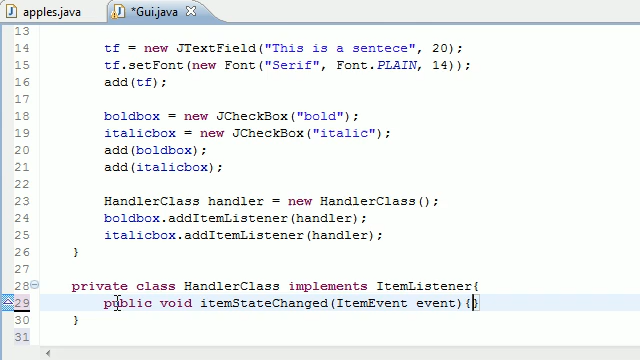 apples.java *Gui.java
13
14 tf = new JTextField("This is a sentece", 20);
15 tf.setFont(new Font("Serif", Font.PLAIN, 14));
16 add(tf);
17
18 boldbox = new JCheckBox("bold");
19 italicbox = new JCheckBox("italic");
20 add(boldbox);
21 add(italicbox);
22
23 HandlerClass handler = new HandlerClass();
24 boldbox.addItemListener(handler);
25 italicbox.addItemListener(handler);
26 }
27
28 private class HandlerClass implements ItemListener{
29 public void itemStateChanged(ItemEvent event){}
30 }
31